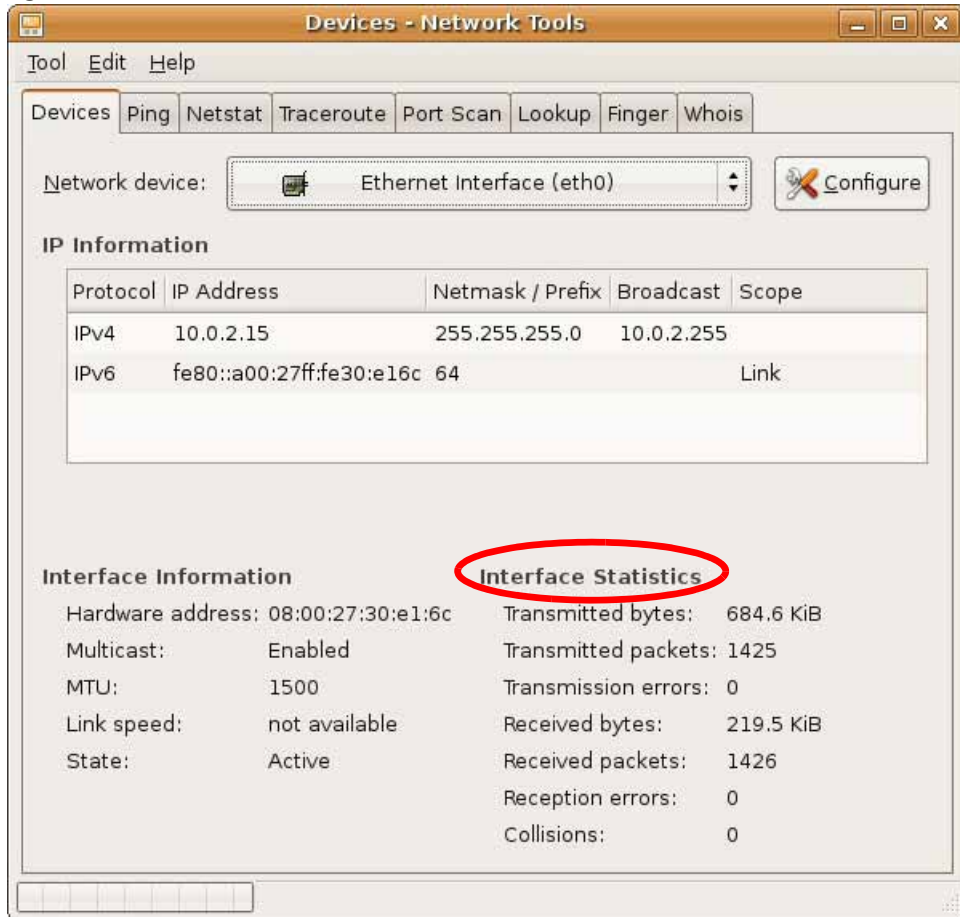 Devices - Network Tools
Tool Edit Help
Devices Ping Netstat Traceroute Port Scan Lookup Finger Whois
Network device: Ethernet Interface (eth0) Configure
IP Information
Protocol IP Address Netmask / Prefix Broadcast Scope
IPv4 10.0.2.15 255.255.255.0 10.0.2.255
IPv6 fe80::a00:27ff:fe30:e16c 64 Link
Interface Information
Hardware address: 08:00:27:30:e1:6c
Multicast: Enabled
MTU: 1500
Link speed: not available
State: Active
Interface Statistics
Transmitted bytes: 684.6 KiB
Transmitted packets: 1425
Transmission errors: 0
Received bytes: 219.5 KiB
Received packets: 1426
Reception errors: 0
Collisions: 0